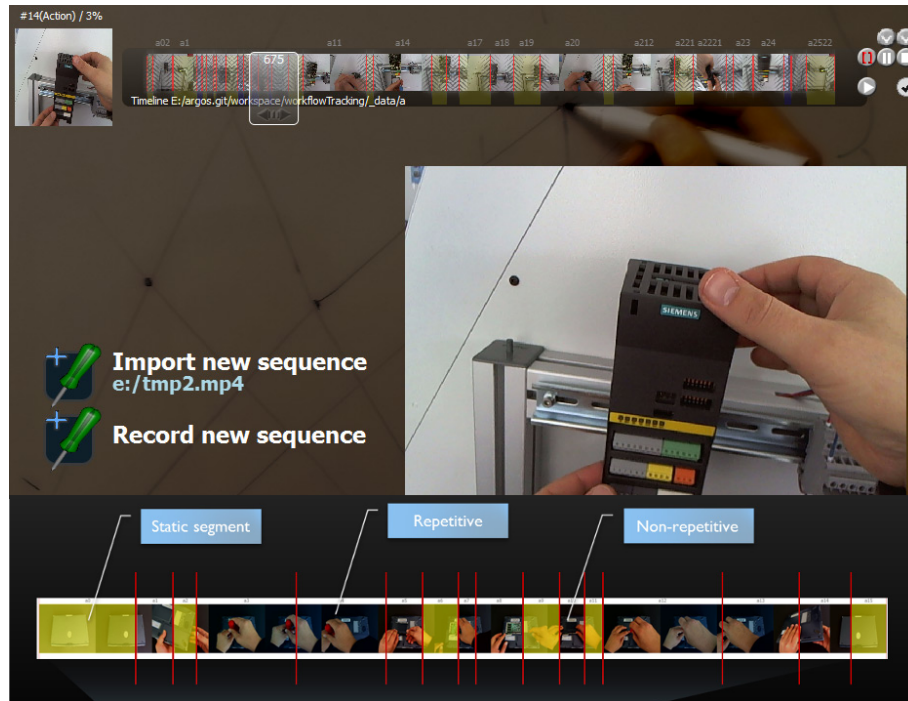 #14(Action) / 3%
a02 a1 a11 a14 a17 a18 a19 a20 a212 a221 a2221 a23 a24 a2522
675
Timeline E:/argos.git/workspace/workflowTracking/_data/a
SIEMENS
Import new sequence
e:/tmp2.mp4
Record new sequence
Static segment
Repetitive
Non-repetitive